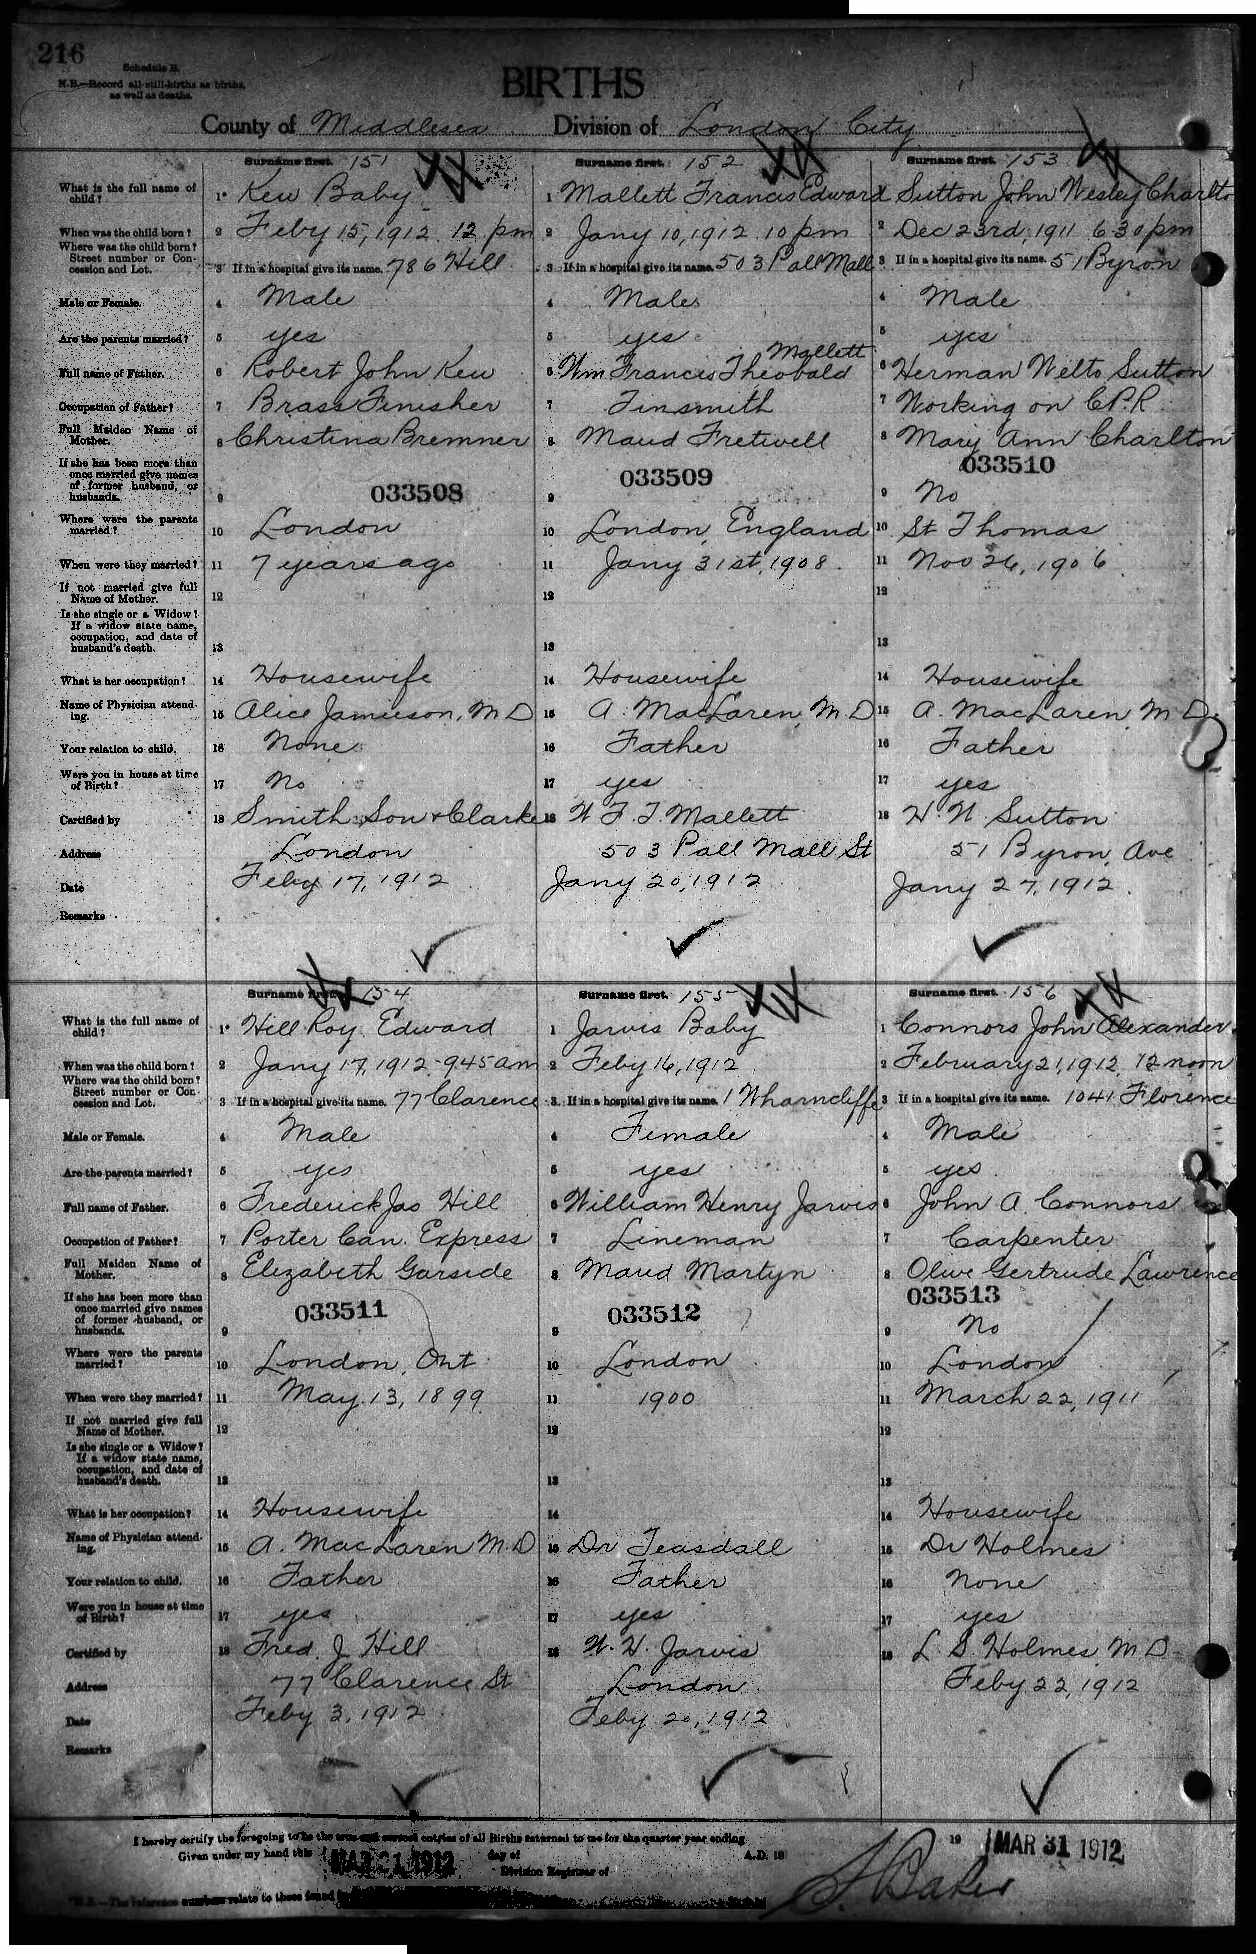 216
Schedule B.
N.B.—Record all still-births as births, as well as deaths.
BIRTHS
County of Middlesex Division of London City
Surname first. 151
What is the full name of child? 1 Kew Baby
When was the child born? 2 Feby 15, 1912 12 pm
Where was the child born? Street number or Concession and Lot. 3 If in a hospital give its name. 786 Hill
Male or Female. 4 Male
Are the parents married? 5 yes
Full name of Father. 6 Robert John Kew
Occupation of Father? 7 Brass Finisher
Full Maiden Name of Mother. 8 Christina Bremner
If she has been more than once married give names of former husband, or husbands. 9
033508
Where were the parents married? 10 London
When were they married? 11 7 years ago
If not married give full Name of Mother. 12
Is she single or a Widow? If a widow state name, occupation, and date of husband's death. 13
What is her occupation? 14 Housewife
Name of Physician attending. 15 Alice Jamieson, M D
Your relation to child. 16 None
Were you in house at time of Birth? 17 No
Certified by 18 Smith Son & Clarke
Address London
Date Feby 17, 1912
Remarks
Surname first. 152
1 Mallett Francis Edward
2 Jany 10, 1912 10 pm
3 If in a hospital give its name. 503 Pall Mall
4 Male
5 yes
6 Wm Francis Theobald Mallett
7 Tinsmith
8 Maud Fretwell
033509
9
10 London, England
11 Jany 31st, 1908
12
13
14 Housewife
15 A. MacLaren, M D
16 Father
17 yes
18 W F. T. Mallett
503 Pall Mall St
Jany 20, 1912
Surname first. 153
1 Sutton John Wesley Charlto
2 Dec 23rd, 1911 6 30 pm
3 If in a hospital give its name. 51 Byron
4 Male
5 yes
6 Herman Welto Sutton
7 Working on C.P.R
8 Mary Ann Charlton
033510
9 No
10 St Thomas
11 Nov 26, 1906
12
13
14 Housewife
15 A. MacLaren M D.
16 Father
17 yes
18 H. W Sutton
51 Byron Ave
Jany 27, 1912
Surname first. 154
What is the full name of child? 1 Hill Roy Edward
When was the child born? 2 Jany 17, 1912 9 45 am
Where was the child born? Street number or Concession and Lot. 3 If in a hospital give its name. 77 Clarence
Male or Female. 4 Male
Are the parents married? 5 yes
Full name of Father. 6 Frederick Jas Hill
Occupation of Father? 7 Porter Can. Express
Full Maiden Name of Mother. 8 Elizabeth Garside
If she has been more than once married give names of former husband, or husbands. 9
033511
Where were the parents married? 10 London, Ont
When were they married? 11 May 13, 1899
If not married give full Name of Mother. 12
Is she single or a Widow? If a widow state name, occupation, and date of husband's death. 13
What is her occupation? 14 Housewife
Name of Physician attending. 15 A. MacLaren M.D
Your relation to child. 16 Father
Were you in house at time of Birth? 17 yes
Certified by 18 Fred. J Hill
Address 77 Clarence St
Date Feby 3, 1912
Remarks
Surname first. 155
1 Jarvis Baby
2 Feby 16, 1912
3 If in a hospital give its name. 1 Wharncliffe
4 Female
5 yes
6 William Henry Jarvis
7 Lineman
8 Maud Martyn
033512
9
10 London
11 1900
12
13
14
15 Dr Teasdall
16 Father
17 yes
18 W. H. Jarvis
London
Feby 20, 1912
Surname first. 156
1 Connors John Alexander
2 February 21, 1912 12 noon
3 If in a hospital give its name. 1041 Florence
4 Male
5 yes
6 John A. Connors
7 Carpenter
8 Olive Gertrude Lawrence
033513
9 No
10 London
11 March 22, 1911
12
13
14 Housewife
15 Dr Holmes
16 None
17 yes
18 L. S. Holmes M D
Feby 22, 1912
I hereby certify the foregoing to be the true and correct entries of all Births returned to me for the quarter year ending 19 MAR 31 1912
Given under my hand this MAR 31 1912 day of A.D. 19
Division Registrar of
S. Baker
N.B.—The reference numbers relate to those found